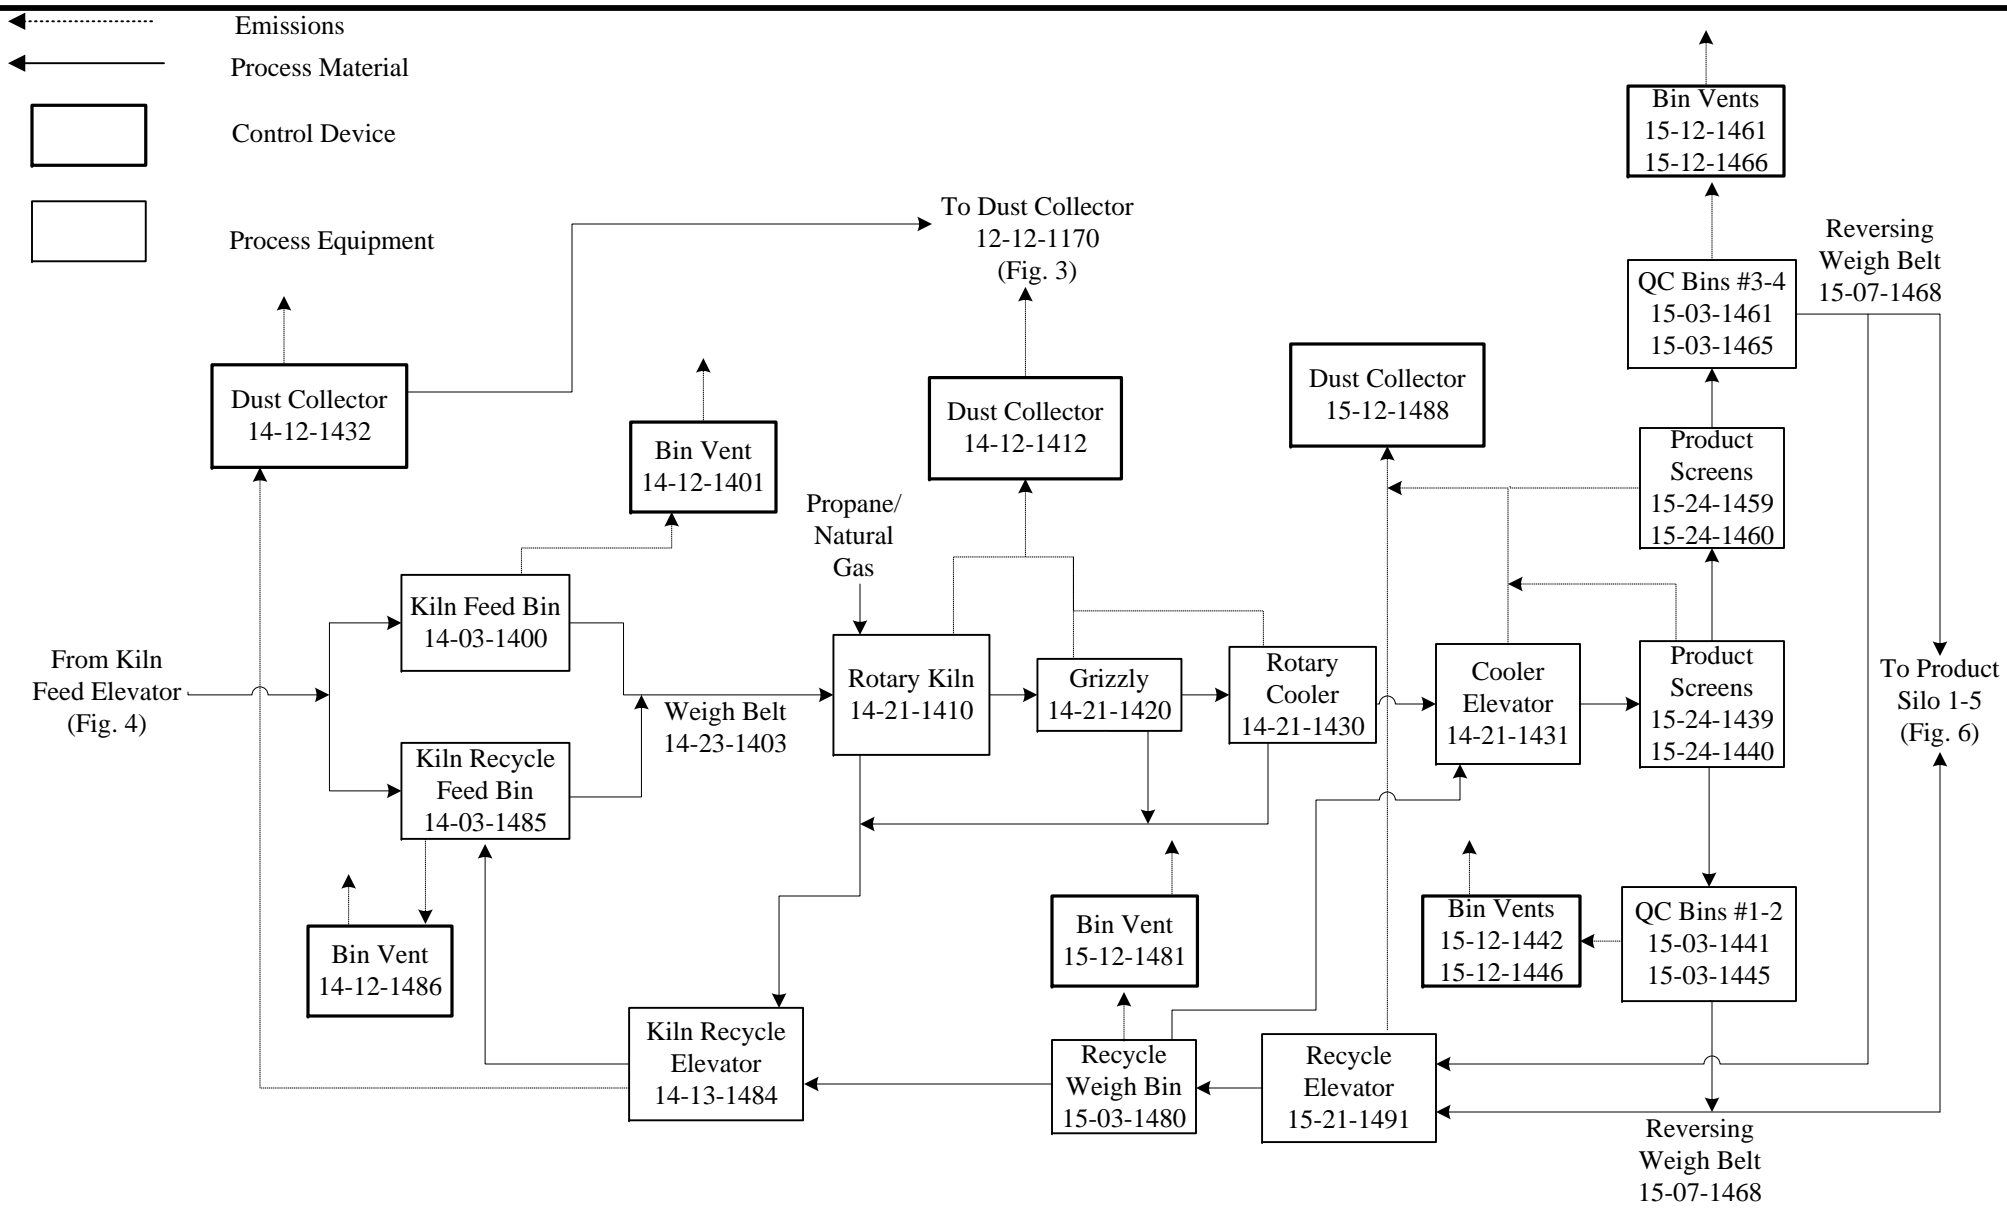 Emissions
Process Material
Control Device
Process Equipment
Bin Vents
15-12-1461
15-12-1466
To Dust Collector
12-12-1170
(Fig. 3)
Reversing
Weigh Belt
15-07-1468
QC Bins #3-4
15-03-1461
15-03-1465
Dust Collector
14-12-1432
Bin Vent
14-12-1401
Dust Collector
14-12-1412
Dust Collector
15-12-1488
Product
Screens
15-24-1459
15-24-1460
Propane/
Natural
Gas
Kiln Feed Bin
14-03-1400
From Kiln
Feed Elevator
(Fig. 4)
Kiln Recycle
Feed Bin
14-03-1485
Weigh Belt
14-23-1403
Rotary Kiln
14-21-1410
Grizzly
14-21-1420
Rotary
Cooler
14-21-1430
Cooler
Elevator
14-21-1431
Product
Screens
15-24-1439
15-24-1440
To Product
Silo 1-5
(Fig. 6)
Bin Vent
14-12-1486
Bin Vent
15-12-1481
Bin Vents
15-12-1442
15-12-1446
QC Bins #1-2
15-03-1441
15-03-1445
Kiln Recycle
Elevator
14-13-1484
Recycle
Weigh Bin
15-03-1480
Recycle
Elevator
15-21-1491
Reversing
Weigh Belt
15-07-1468